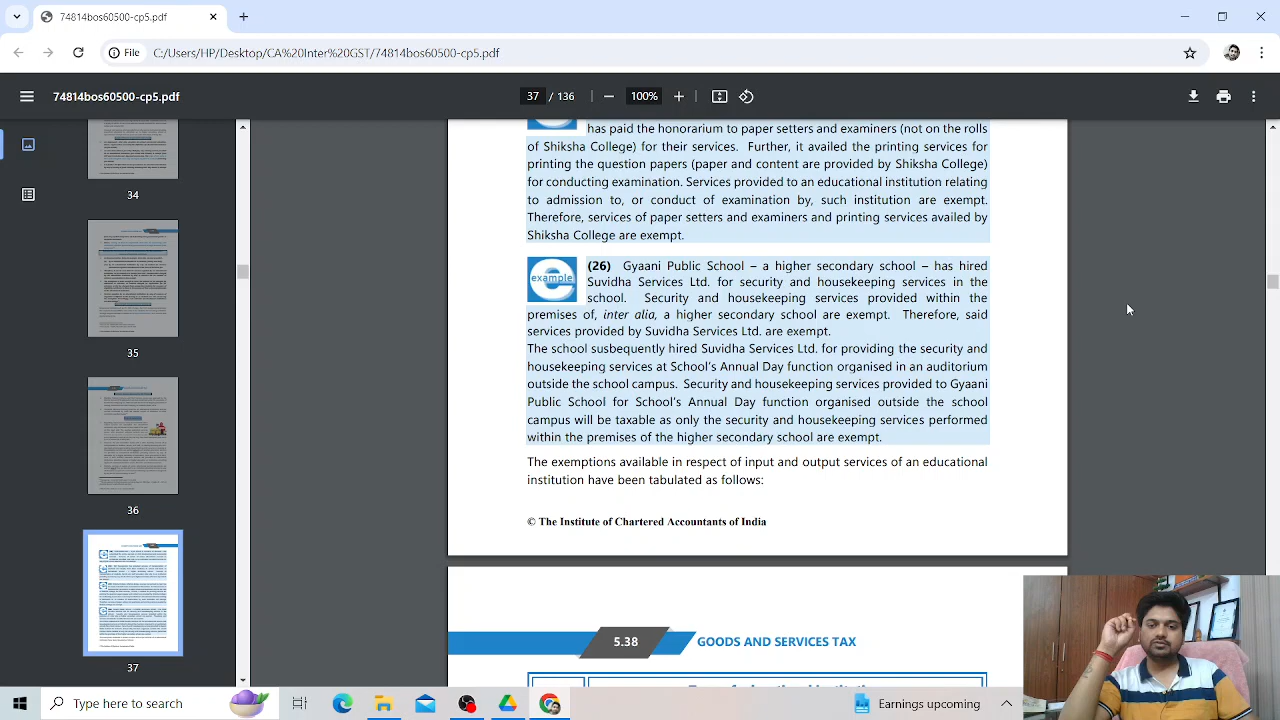 74814bos60500-cp5.pdf
File C:/Users/HP/Desktop/CA%20Inter%20GST/74814bos60500-cp5.pdf
74814bos60500-cp5.pdf 37 / 136 100%
34
35
36
37
has paid the honorarium to paper setters and examiners (not on the rolls
of Shiksha College) for their services. Further, it availed printing services for
printing the question papers (paper and content are provided by Shiksha College)
for conducting examination. Services provided to an educational institution relating
to admission to, or conduct of examination by, such institution are exempt.
Therefore, services of paper setters and examiners and printing services availed by
Shiksha College are exempt.
example
(26) Gyaani Public School – a higher secondary school – has hired
Suvidha Services Ltd. for security and housekeeping services in the
school. Security and housekeeping services provided within the
premises of, inter alia, a higher secondary school are exempt. Therefore, the
services provided by Suvidha Services Ltd. are exempt.
The school susbequently hired Suvidha Services Ltd. for providing the security and
housekeeping services at School's Annual Day function organised in an auditorium
outside the school campus. Security and housekeeping services provided to Gyaani
Public School for School's Annual Day function organised outside the school
campus will be taxable as only the security and housekeeping services performed
within the premises of the higher secondary school are exempt.
The exemptions available in respect of input and output services of an educational
institution have been tabulated as follows:
© The Institute of Chartered Accountants of India
5.38 GOODS AND SERVICES TAX
Type here to search
Earnings upcoming